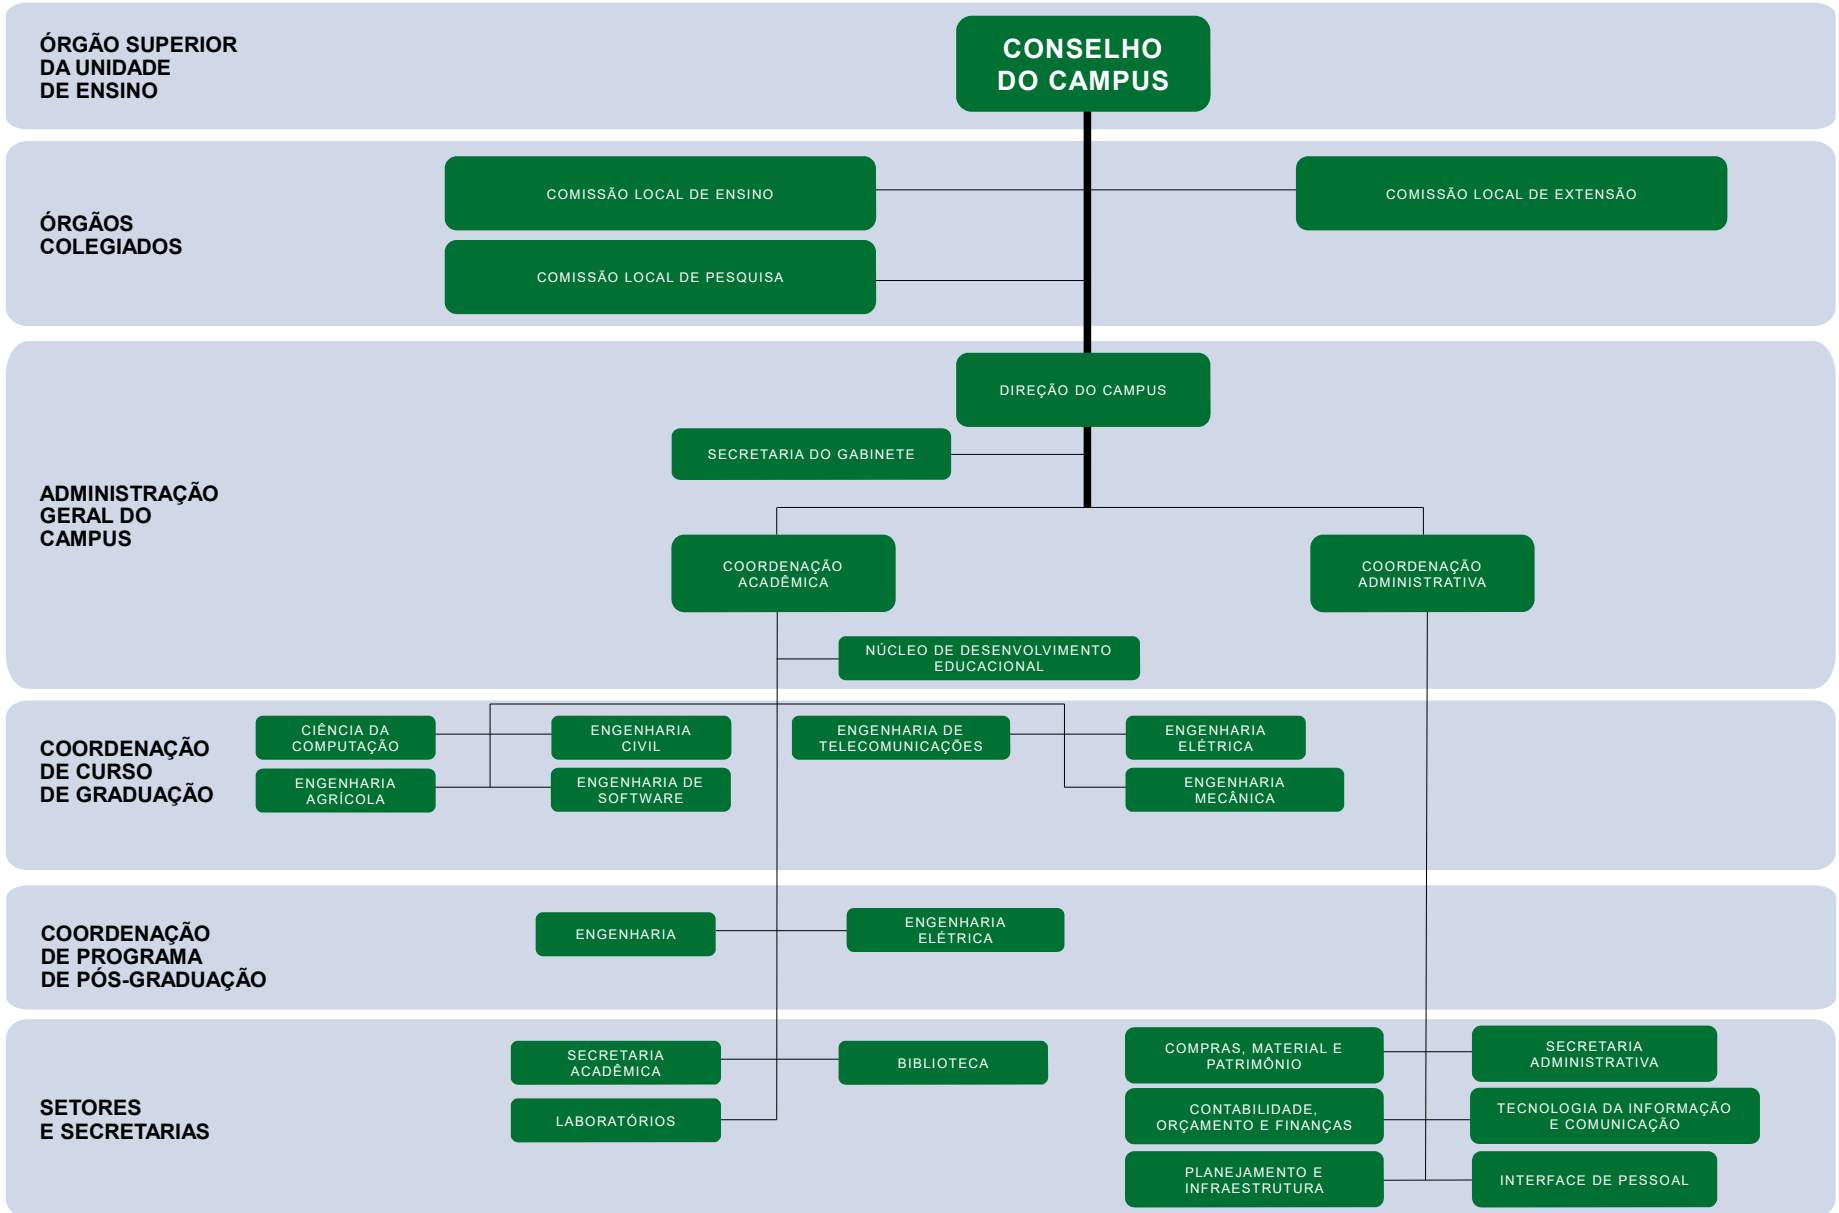 ÓRGÃO SUPERIOR
DA UNIDADE
DE ENSINO
CONSELHO
DO CAMPUS
ÓRGÃOS
COLEGIADOS
COMISSÃO LOCAL DE ENSINO
COMISSÃO LOCAL DE EXTENSÃO
COMISSÃO LOCAL DE PESQUISA
ADMINISTRAÇÃO
GERAL DO
CAMPUS
DIREÇÃO DO CAMPUS
SECRETARIA DO GABINETE
COORDENAÇÃO
ACADÊMICA
COORDENAÇÃO
ADMINISTRATIVA
NÚCLEO DE DESENVOLVIMENTO
EDUCACIONAL
COORDENAÇÃO
DE CURSO
DE GRADUAÇÃO
CIÊNCIA DA
COMPUTAÇÃO
ENGENHARIA
CIVIL
ENGENHARIA DE
TELECOMUNICAÇÕES
ENGENHARIA
ELÉTRICA
ENGENHARIA
AGRÍCOLA
ENGENHARIA DE
SOFTWARE
ENGENHARIA
MECÂNICA
COORDENAÇÃO
DE PROGRAMA
DE PÓS-GRADUAÇÃO
ENGENHARIA
ENGENHARIA
ELÉTRICA
SETORES
E SECRETARIAS
SECRETARIA
ACADÊMICA
BIBLIOTECA
LABORATÓRIOS
COMPRAS, MATERIAL E
PATRIMÔNIO
SECRETARIA
ADMINISTRATIVA
CONTABILIDADE,
ORÇAMENTO E FINANÇAS
TECNOLOGIA DA INFORMAÇÃO
E COMUNICAÇÃO
PLANEJAMENTO E
INFRAESTRUTURA
INTERFACE DE PESSOAL